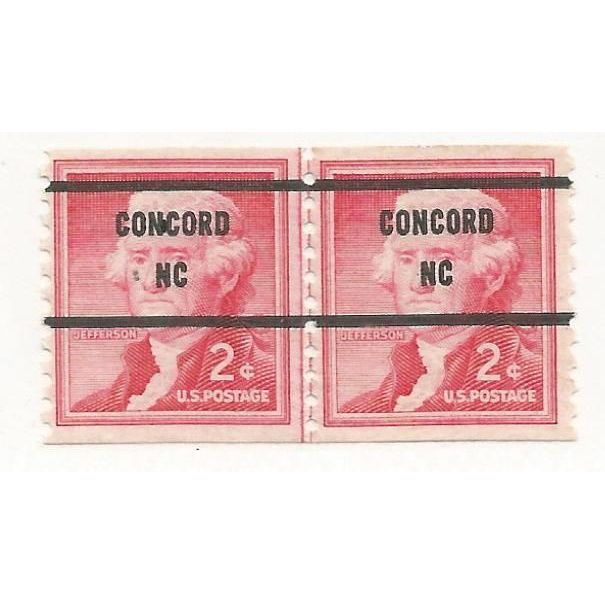 CONCORD
NC
JEFFERSON
2¢
U.S.POSTAGE
CONCORD
NC
JEFFERSON
2¢
U.S.POSTAGE